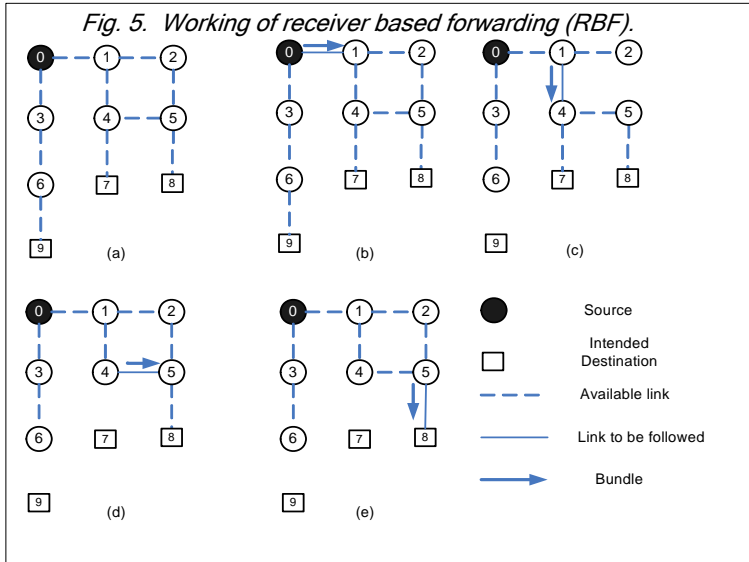 Fig. 5. Working of receiver based forwarding (RBF).
0 1 2
3 4 5
6 7 8
9
(a)
0 1 2
3 4 5
6 7 8
9
(b)
0 1 2
3 4 5
6 7 8
9
(c)
0 1 2
3 4 5
6 7 8
9
(d)
0 1 2
3 4 5
6 7 8
9
(e)
Source
Intended
Destination
Available link
Link to be followed
Bundle